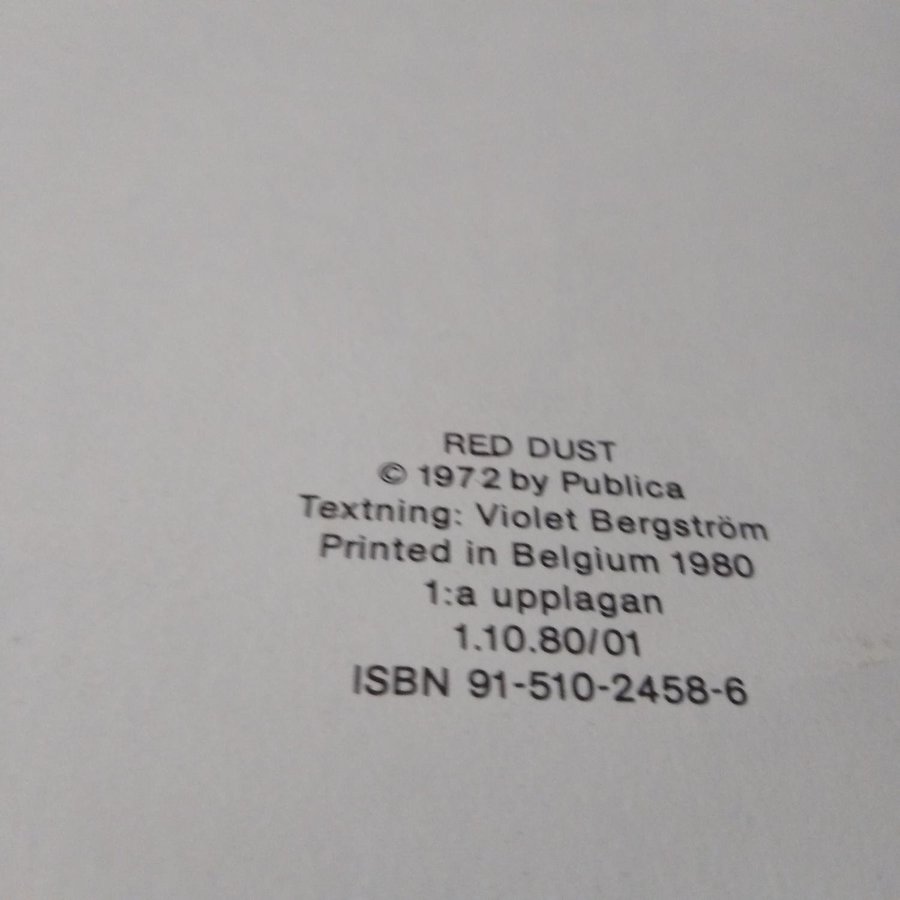 RED DUST
© 1972 by Publica
Textning: Violet Bergström
Printed in Belgium 1980
1:a upplagan
1.10.80/01
ISBN 91-510-2458-6